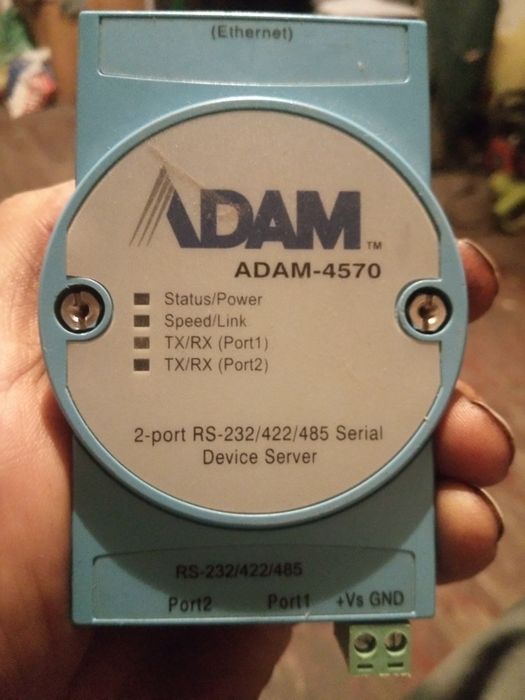 (Ethernet)
ADAM ™
ADAM-4570
Status/Power
Speed/Link
TX/RX (Port1)
TX/RX (Port2)
2-port RS-232/422/485 Serial
Device Server
RS-232/422/485
Port2 Port1 +Vs GND